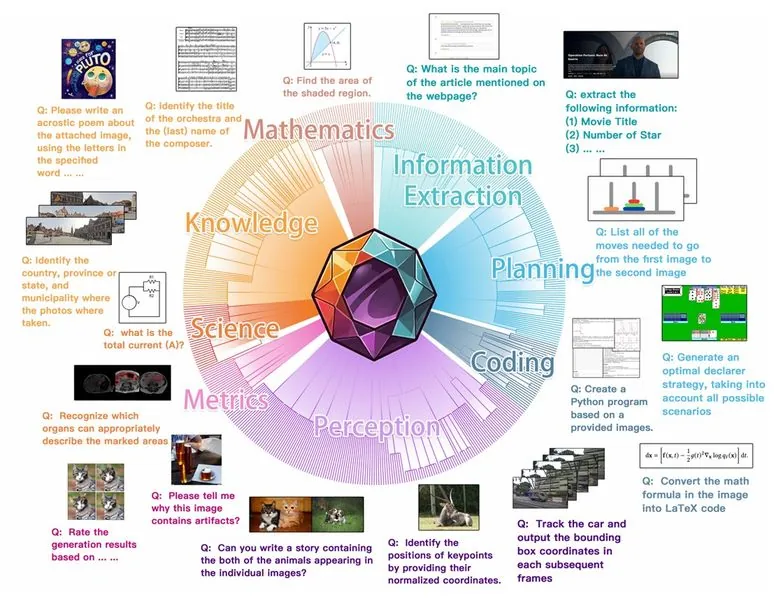 PLUTO
Q: Please write an
acrostic poem about
the attached image,
using the letters in
the specified
word ... ...
Q: identify the title
of the orchestra and
the (last) name of
the composer.
Q: Find the area of
the shaded region.
Q: What is the main topic
of the article mentioned on
the webpage?
Q: extract the
following information:
(1) Movie Title
(2) Number of Star
(3) ... ...
Mathematics
Information
Extraction
Knowledge
Planning
Science
Coding
Metrics
Perception
Q: List all of the
moves needed to go
from the first image to
the second image
Q: Identify the
country, province or
state, and
municipality where
the photos where
taken.
R1
R2
Q: what is the
total current (A)?
Q: Generate an
optimal declarer
strategy, taking into
account all possible
scenarios
Q: Create a
Python program
based on a
provided images.
Q: Recognize which
organs can appropriately
describe the marked areas
dx = [f(x, t) − 1/2 g(t)² ∇x log qt(x)] dt.
Q: Convert the math
formula in the image
into LaTeX code
Q: Please tell me
why this image
contains artifacts?
Q: Rate the
generation results
based on ... ...
Q: Can you write a story containing
the both of the animals appearing in
the individual images?
Q: Identify the
positions of keypoints
by providing their
normalized coordinates.
Q: Track the car and
output the bounding
box coordinates in
each subsequent
frames